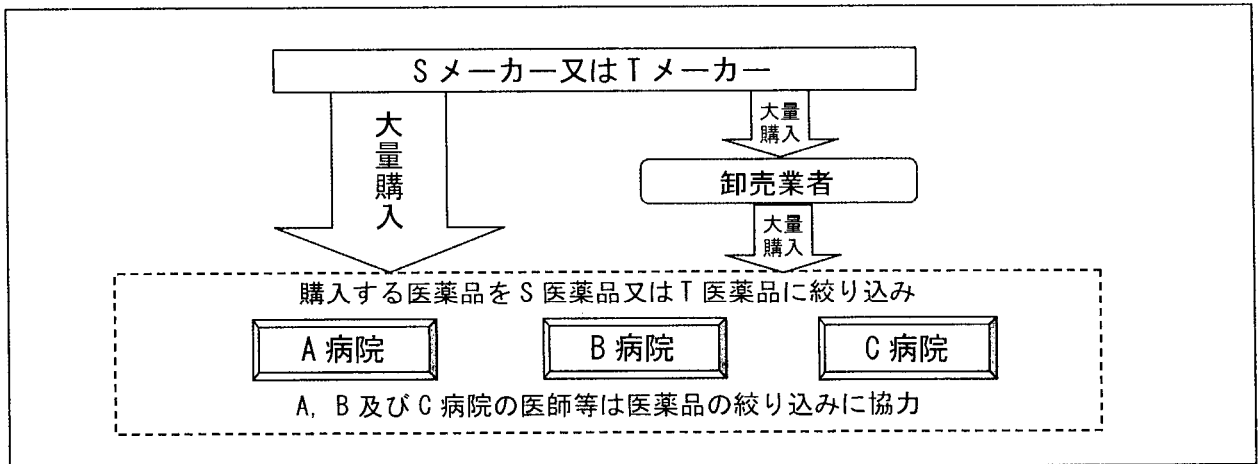 Sメーカー又はTメーカー
大量購入
大量
購入
卸売業者
大量
購入
購入する医薬品をS医薬品又はT医薬品に絞り込み
A病院
B病院
C病院
A, B及びC病院の医師等は医薬品の絞り込みに協力